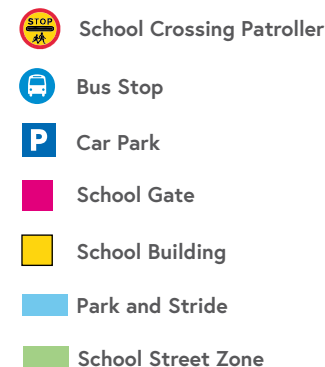 STOP School Crossing Patroller
Bus Stop
P Car Park
School Gate
School Building
Park and Stride
School Street Zone